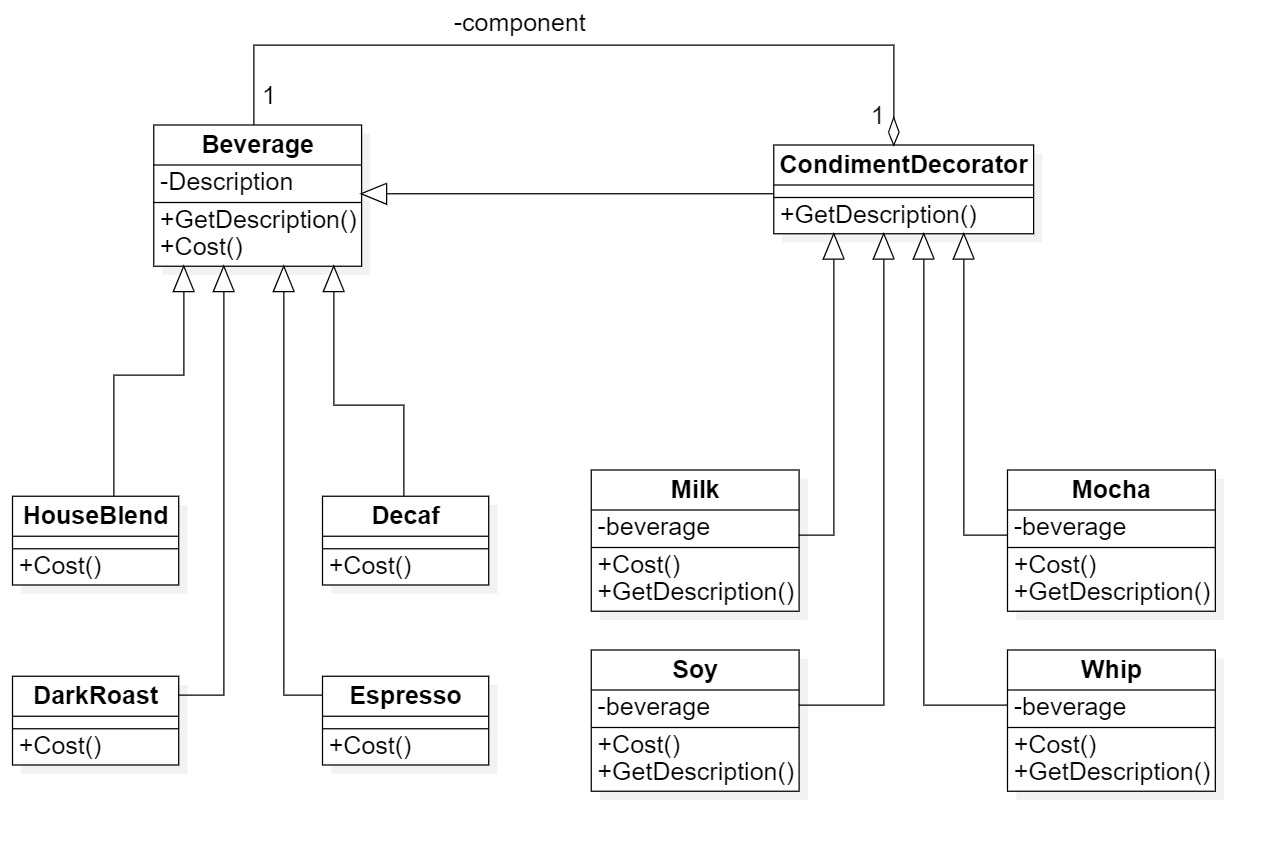 -component
1
1
Beverage
-Description
+GetDescription()
+Cost()
CondimentDecorator
+GetDescription()
HouseBlend
+Cost()
Decaf
+Cost()
DarkRoast
+Cost()
Espresso
+Cost()
Milk
-beverage
+Cost()
+GetDescription()
Mocha
-beverage
+Cost()
+GetDescription()
Soy
-beverage
+Cost()
+GetDescription()
Whip
-beverage
+Cost()
+GetDescription()